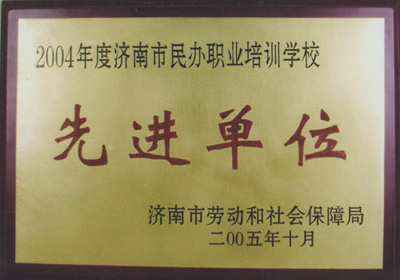 2004年度济南市民办职业培训学校
先进单位
济南市劳动和社会保障局
二00五年十月